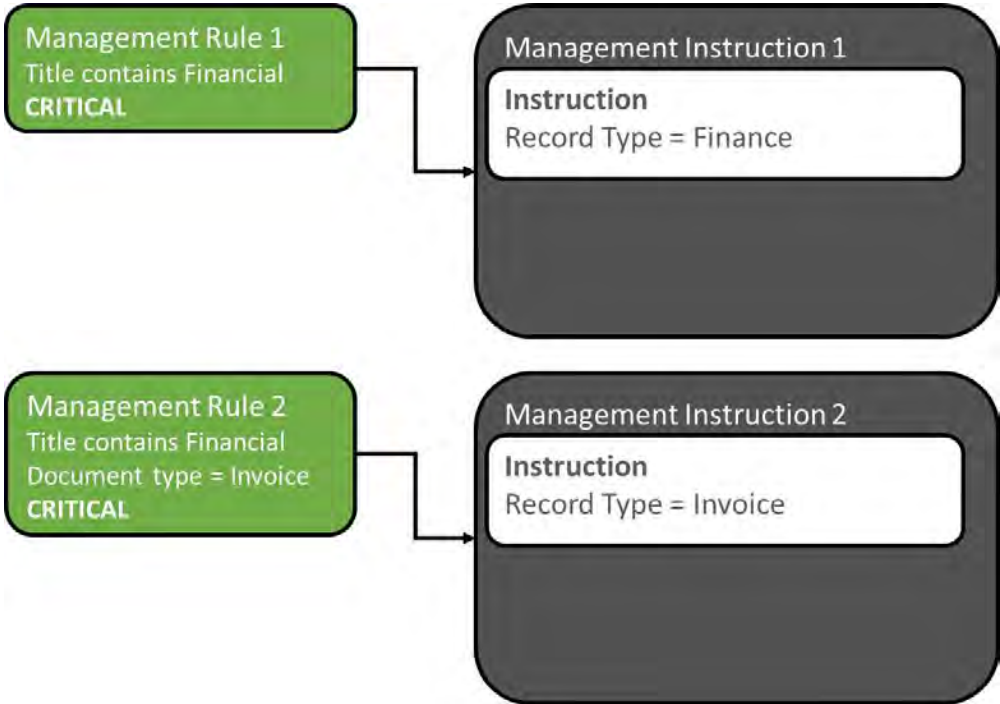 Management Rule 1
Title contains Financial
CRITICAL
Management Instruction 1
Instruction
Record Type = Finance
Management Rule 2
Title contains Financial
Document type = Invoice
CRITICAL
Management Instruction 2
Instruction
Record Type = Invoice